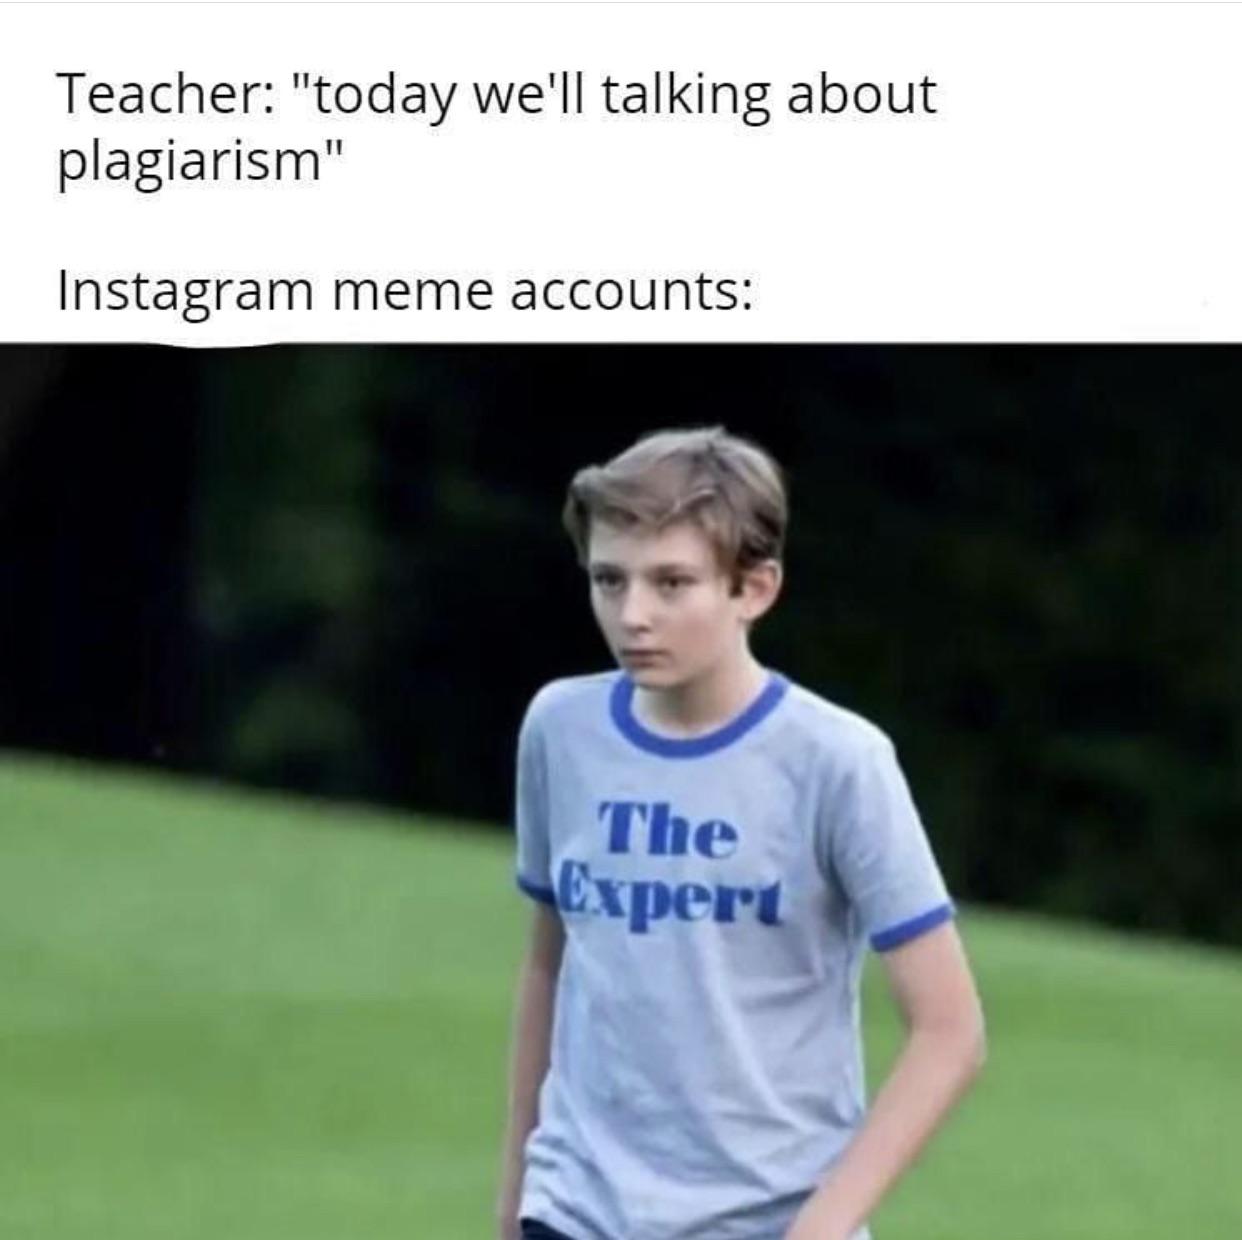 Teacher: "today we'll talking about
plagiarism"
Instagram meme accounts:
The
Expert